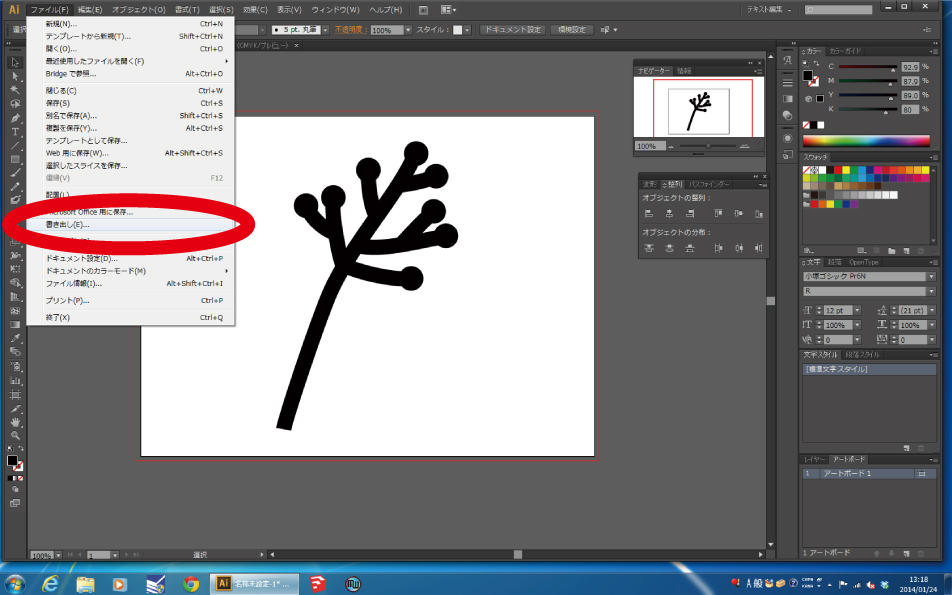 Ai ファイル(F) 編集(E) オブジェクト(O) 書式(T) 選択(S) 効果(C) 表示(V) ウィンドウ(W) ヘルプ(H) テキスト編集
選択
5 pt. 丸筆 不透明度: 100% スタイル: ドキュメント設定 環境設定
(CMYK/プレビュー) ×
新規(N)... Ctrl+N
テンプレートから新規(T)... Shift+Ctrl+N
開く(O)... Ctrl+O
最近使用したファイルを開く(F)
Bridge で参照... Alt+Ctrl+O
閉じる(C) Ctrl+W
保存(S) Ctrl+S
別名で保存(A)... Shift+Ctrl+S
複製を保存(Y)... Alt+Ctrl+S
テンプレートとして保存...
Web 用に保存(W)... Alt+Shift+Ctrl+S
選択したスライスを保存...
復帰(V) F12
配置(L)...
Microsoft Office 用に保存...
書き出し(E)...
ドキュメント設定(D)... Alt+Ctrl+P
ドキュメントのカラーモード(M)
ファイル情報(I)... Alt+Shift+Ctrl+I
プリント(P)... Ctrl+P
終了(X) Ctrl+Q
ナビゲーター 情報
100%
変形 整列 パスファインダー
オブジェクトの整列:
オブジェクトの分布:
カラー カラーガイド
C 92.9 %
M 87.9 %
Y 89.0 %
K 80 %
スウォッチ
文字 段落 OpenType
小塚ゴシック Pr6N
R
12 pt (21 pt)
100% 100%
0 0
文字スタイル 段落スタイル
[標準文字スタイル]
レイヤー アートボード
1 アートボード 1
1 アートボード
100% 1 選択
Ai 名称未設定-1* ...
A 般 CAPS KANA
13:18
2014/01/24